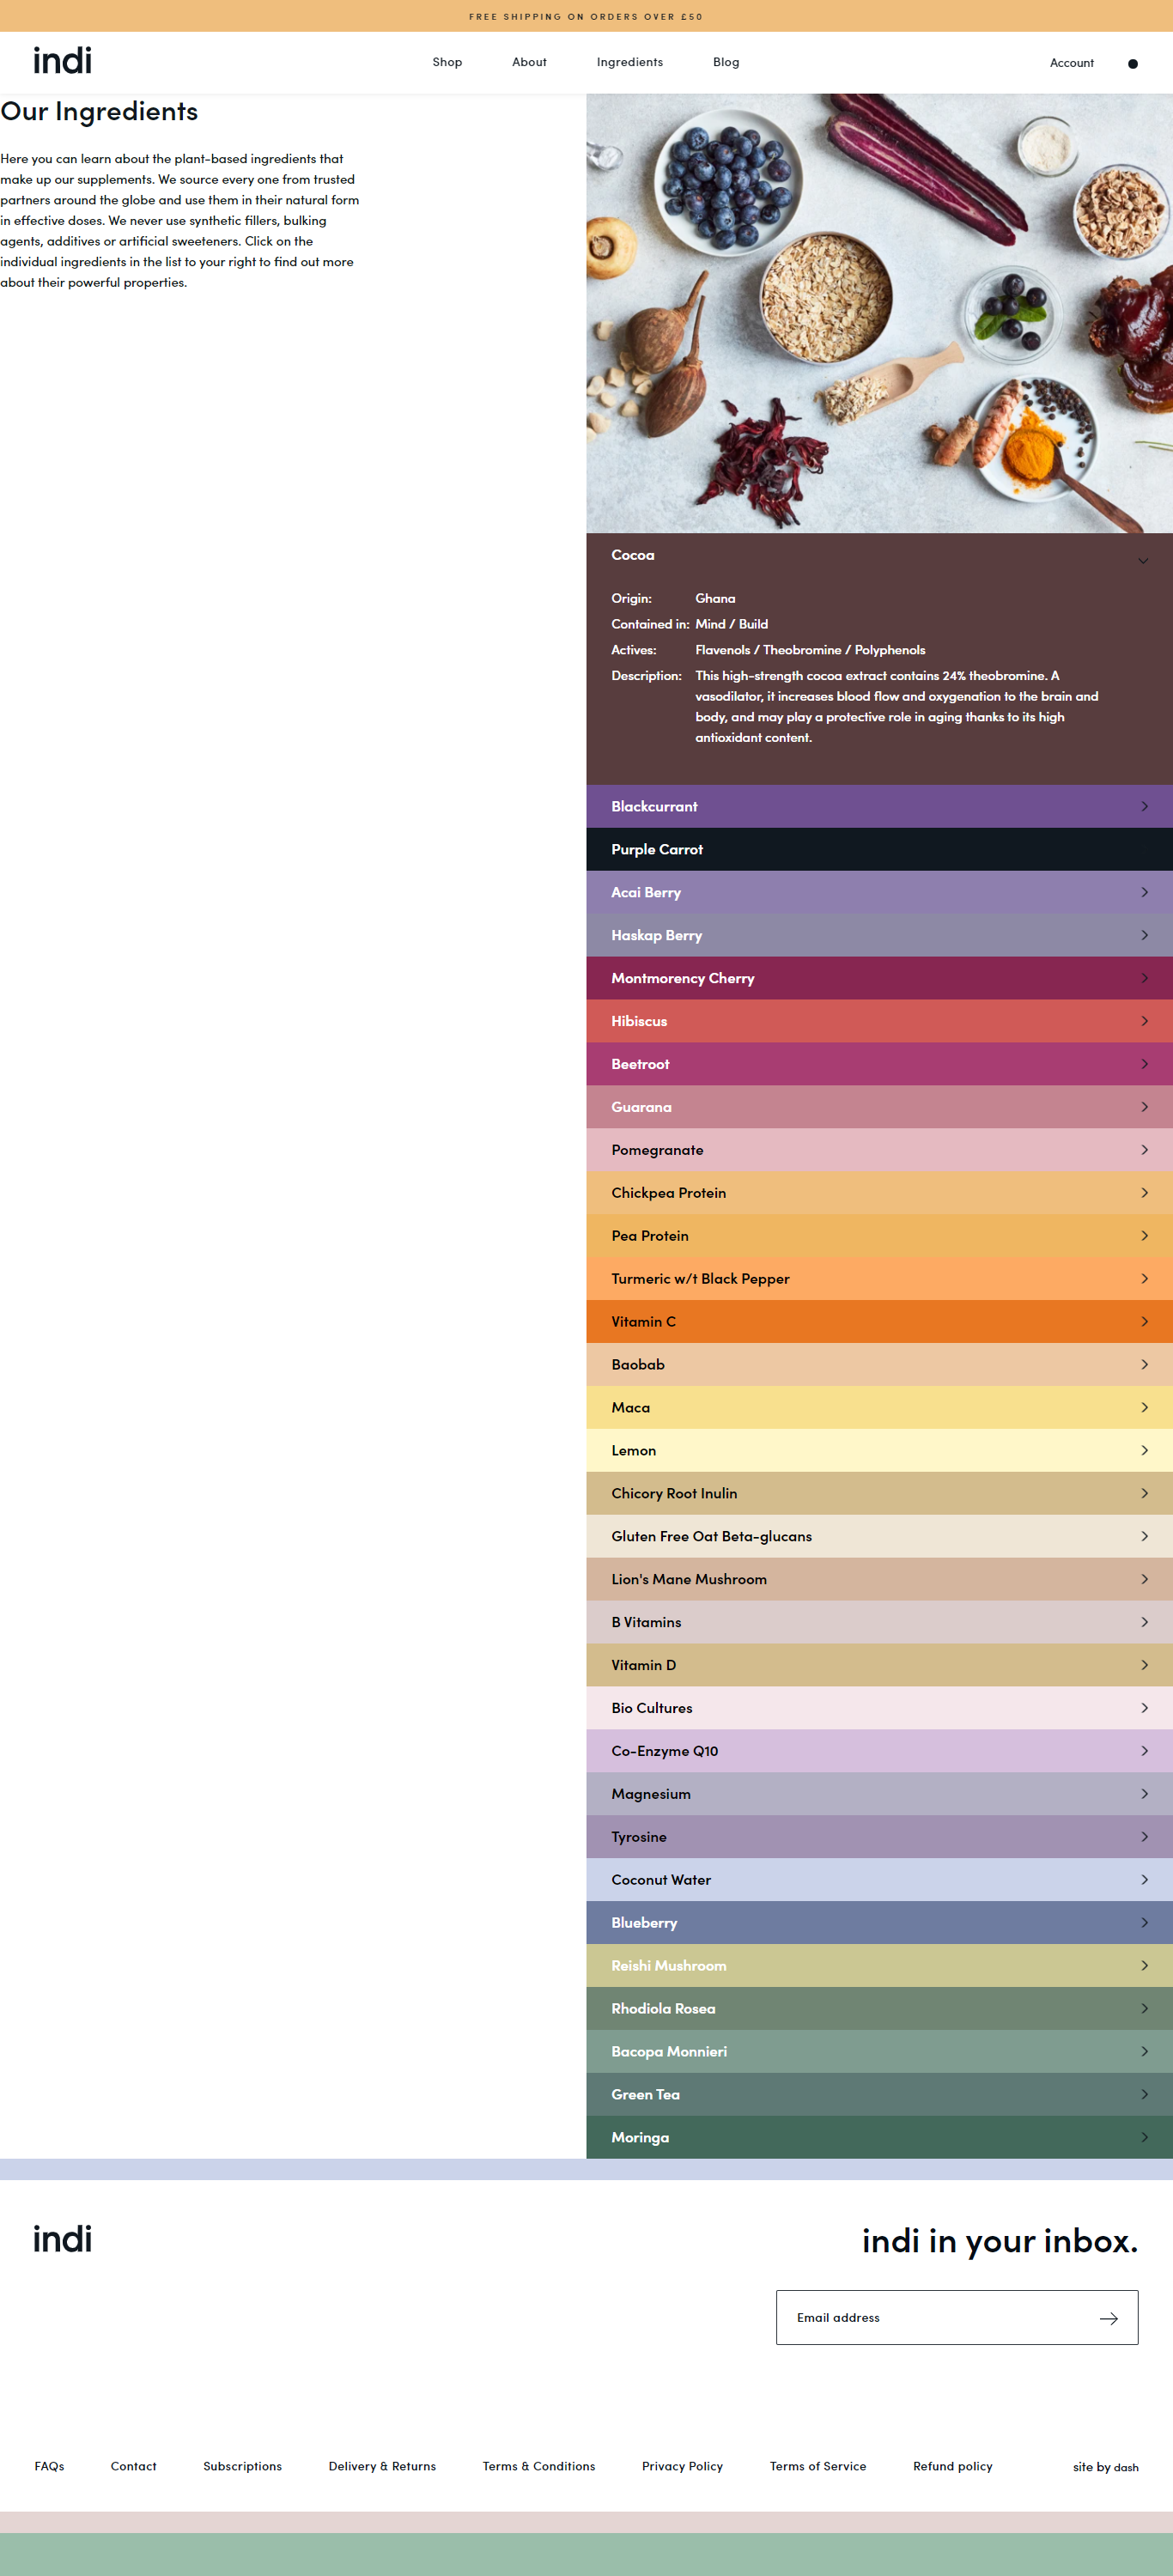 FREE SHIPPING ON ORDERS OVER £50
indi
Shop
About
Ingredients
Blog
Account
Our Ingredients
Here you can learn about the plant-based ingredients that
make up our supplements. We source every one from trusted
partners around the globe and use them in their natural form
in effective doses. We never use synthetic fillers, bulking
agents, additives or artificial sweeteners. Click on the
individual ingredients in the list to your right to find out more
about their powerful properties.
Cocoa
Origin: Ghana
Contained in: Mind / Build
Actives: Flavenols / Theobromine / Polyphenols
Description: This high-strength cocoa extract contains 24% theobromine. A
vasodilator, it increases blood flow and oxygenation to the brain and
body, and may play a protective role in aging thanks to its high
antioxidant content.
Blackcurrant
Purple Carrot
Acai Berry
Haskap Berry
Montmorency Cherry
Hibiscus
Beetroot
Guarana
Pomegranate
Chickpea Protein
Pea Protein
Turmeric w/t Black Pepper
Vitamin C
Baobab
Maca
Lemon
Chicory Root Inulin
Gluten Free Oat Beta-glucans
Lion's Mane Mushroom
B Vitamins
Vitamin D
Bio Cultures
Co-Enzyme Q10
Magnesium
Tyrosine
Coconut Water
Blueberry
Reishi Mushroom
Rhodiola Rosea
Bacopa Monnieri
Green Tea
Moringa
indi
indi in your inbox.
Email address
FAQs
Contact
Subscriptions
Delivery & Returns
Terms & Conditions
Privacy Policy
Terms of Service
Refund policy
site by dash